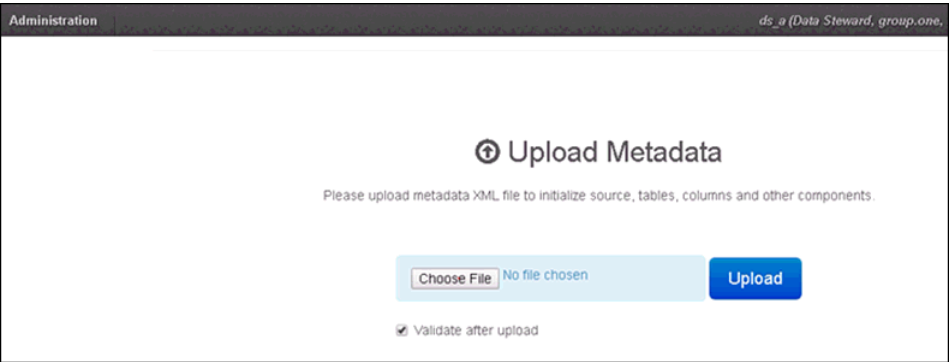 Administration
ds_a (Data Steward, group.one,
Upload Metadata
Please upload metadata XML file to initialize source, tables, columns and other components.
Choose File No file chosen
Upload
Validate after upload